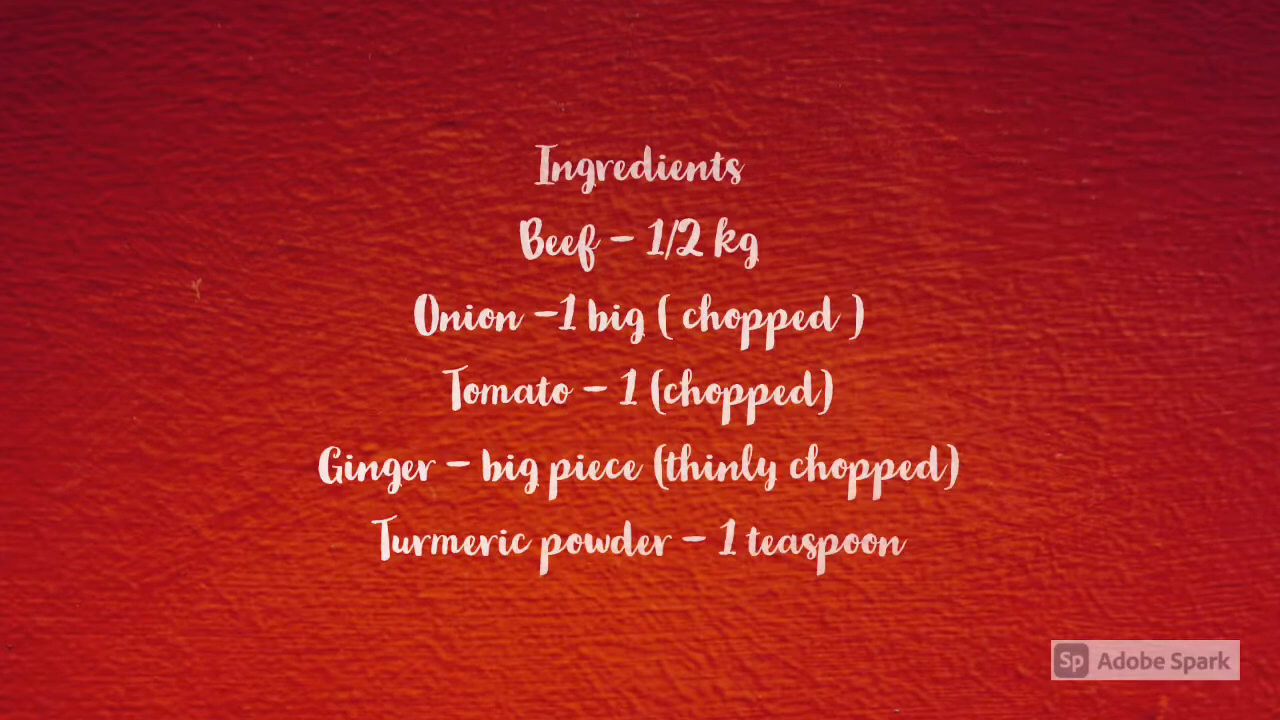 Ingredients
Beef - 1/2 kg
Onion -1 big ( chopped )
Tomato - 1 (chopped)
Ginger - big piece (thinly chopped)
Turmeric powder - 1 teaspoon
Sp Adobe Spark